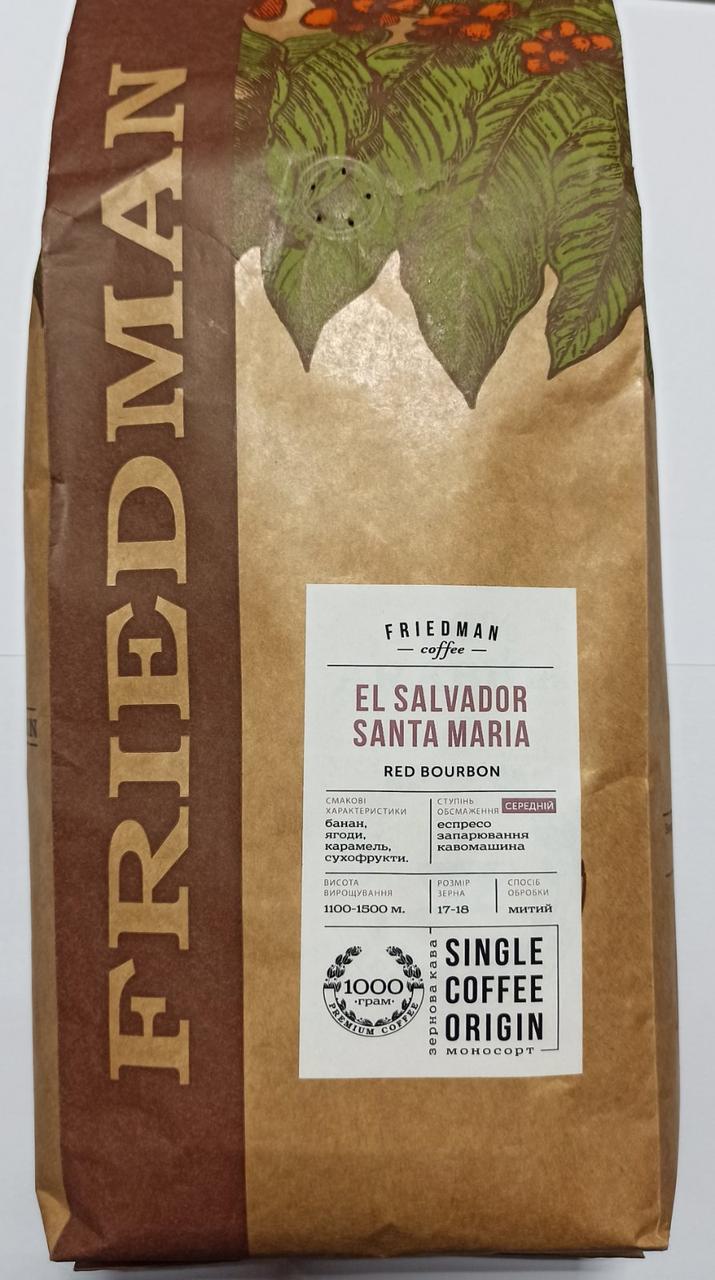 FRIEDMAN
FRIEDMAN
coffee
EL SALVADOR
SANTA MARIA
RED BOURBON
СМАКОВІ
ХАРАКТЕРИСТИКИ
банан,
ягоди,
карамель,
сухофрукти.
СТУПІНЬ
ОБСМАЖЕННЯ СЕРЕДНІЙ
еспресо
запарювання
кавомашина
ВИСОТА
ВИРОЩУВАННЯ
1100-1500 м.
РОЗМІР
ЗЕРНА
17-18
СПОСІБ
ОБРОБКИ
митий
1000
·грам·
PREMIUM COFFEE
зернова кава
SINGLE
COFFEE
ORIGIN
моносорт